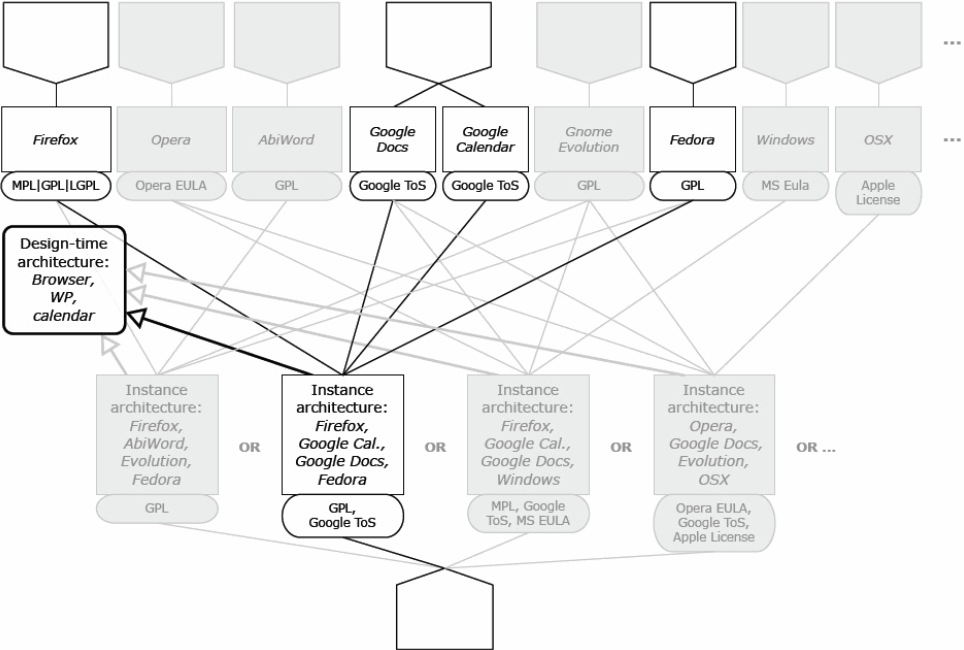 ...
Firefox
Opera
AbiWord
Google
Docs
Google
Calendar
Gnome
Evolution
Fedora
Windows
OSX
...
MPL|GPL|LGPL
Opera EULA
GPL
Google ToS
Google ToS
GPL
GPL
MS Eula
Apple
License
Design-time
architecture:
Browser,
WP,
calendar
Instance
architecture:
Firefox,
AbiWord,
Evolution,
Fedora
GPL
OR
Instance
architecture:
Firefox,
Google Cal.,
Google Docs,
Fedora
GPL,
Google ToS
OR
Instance
architecture:
Firefox,
Google Cal.,
Google Docs,
Windows
MPL, Google
ToS, MS EULA
OR
Instance
architecture:
Opera,
Google Docs,
Evolution,
OSX
Opera EULA,
Google ToS,
Apple License
OR ...